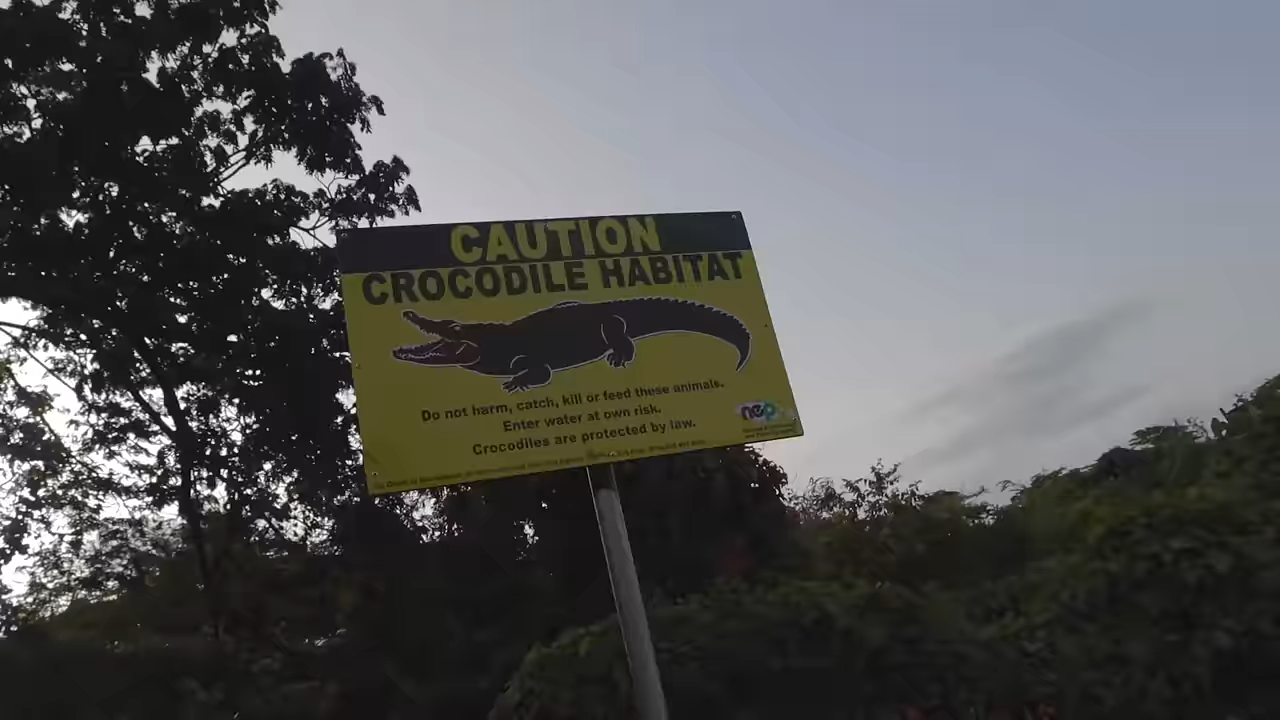 CAUTION
CROCODILE HABITAT
Do not harm, catch, kill or feed these animals.
Enter water at own risk.
Crocodiles are protected by law.
nepa